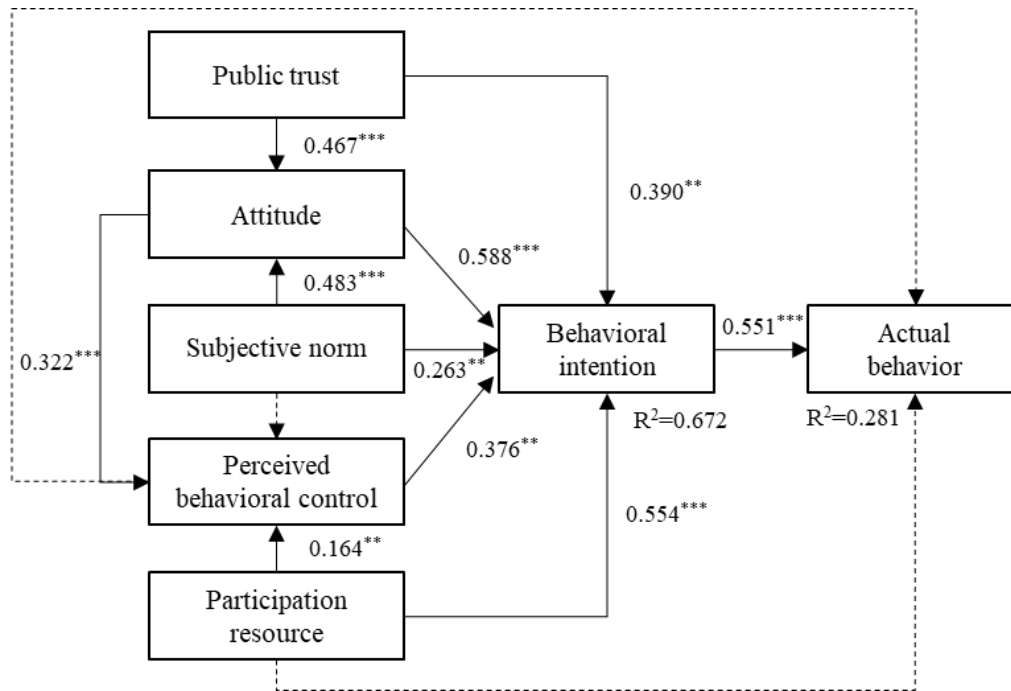 Public trust
0.467***
0.390**
Attitude
0.588***
0.483***
Subjective norm
0.263**
Behavioral
intention
0.551***
Actual
behavior
0.322***
R²=0.672
R²=0.281
0.376**
Perceived
behavioral control
0.554***
0.164**
Participation
resource